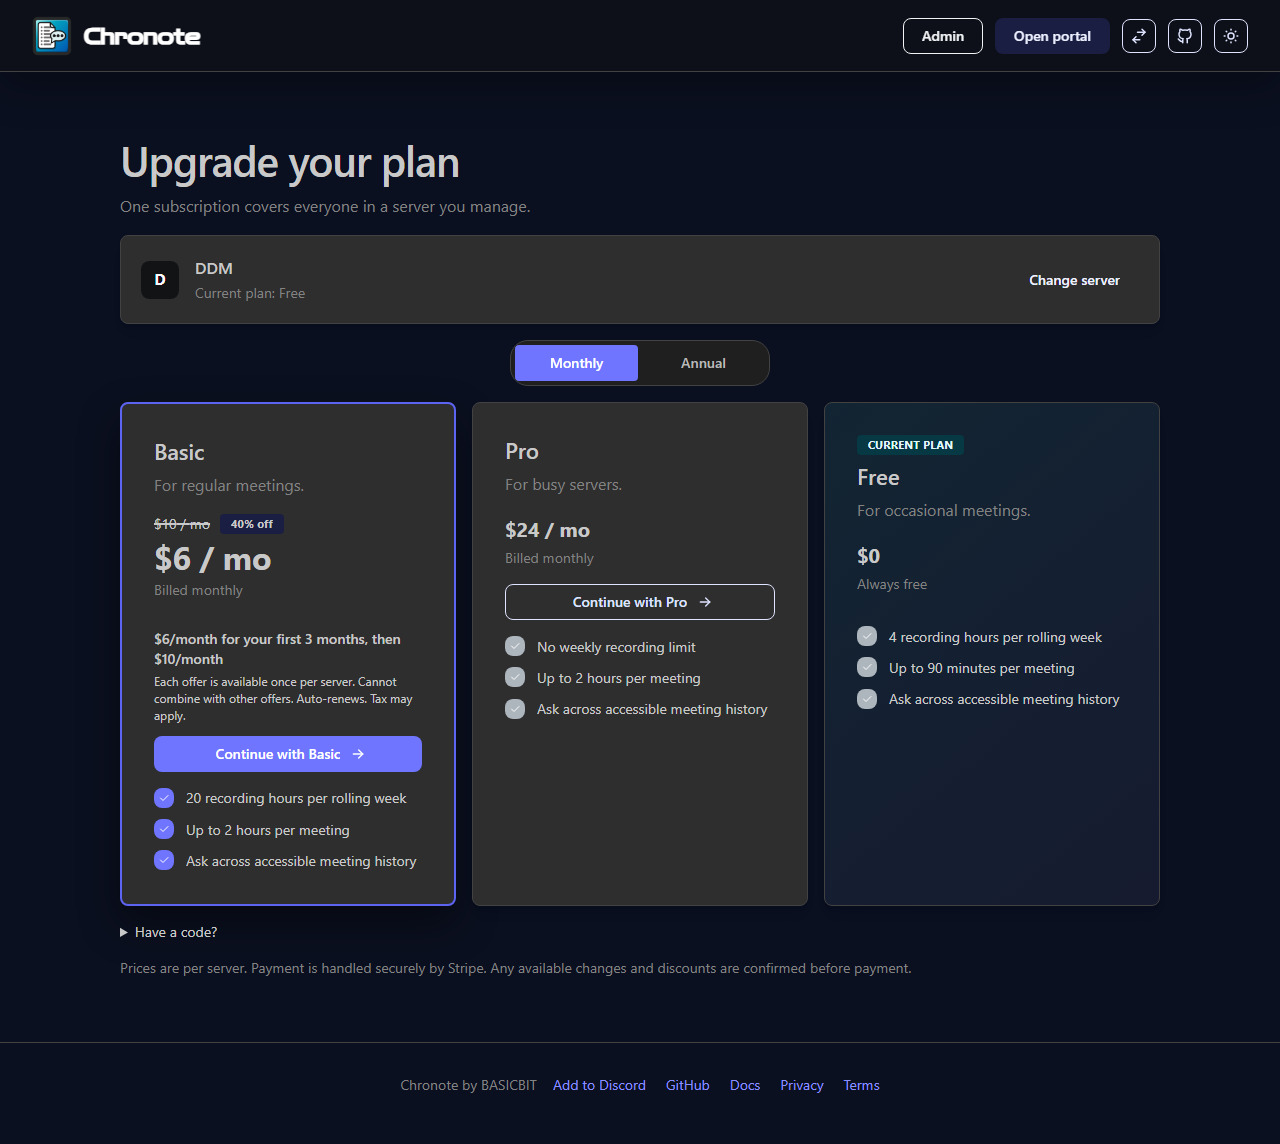 Chronote
Admin
Open portal
Upgrade your plan
One subscription covers everyone in a server you manage.
D
DDM
Current plan: Free
Change server
Monthly
Annual
Basic
For regular meetings.
$10 / mo
40% off
$6 / mo
Billed monthly
$6/month for your first 3 months, then
$10/month
Each offer is available once per server. Cannot
combine with other offers. Auto-renews. Tax may
apply.
Continue with Basic
20 recording hours per rolling week
Up to 2 hours per meeting
Ask across accessible meeting history
Pro
For busy servers.
$24 / mo
Billed monthly
Continue with Pro
No weekly recording limit
Up to 2 hours per meeting
Ask across accessible meeting history
CURRENT PLAN
Free
For occasional meetings.
$0
Always free
4 recording hours per rolling week
Up to 90 minutes per meeting
Ask across accessible meeting history
Have a code?
Prices are per server. Payment is handled securely by Stripe. Any available changes and discounts are confirmed before payment.
Chronote by BASICBIT
Add to Discord
GitHub
Docs
Privacy
Terms